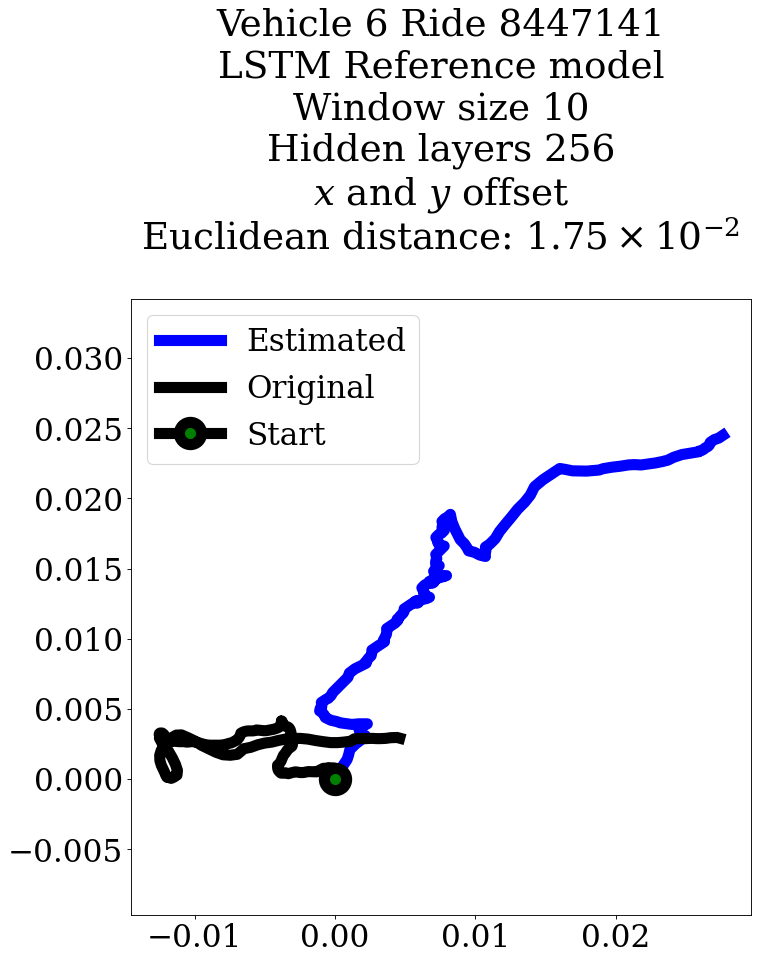 Vehicle 6 Ride 8447141
LSTM Reference model
Window size 10
Hidden layers 256
x and y offset
Euclidean distance: 1.75 × 10⁻²
Estimated
Original
Start
0.030
0.025
0.020
0.015
0.010
0.005
0.000
−0.005
−0.01 0.00 0.01 0.02